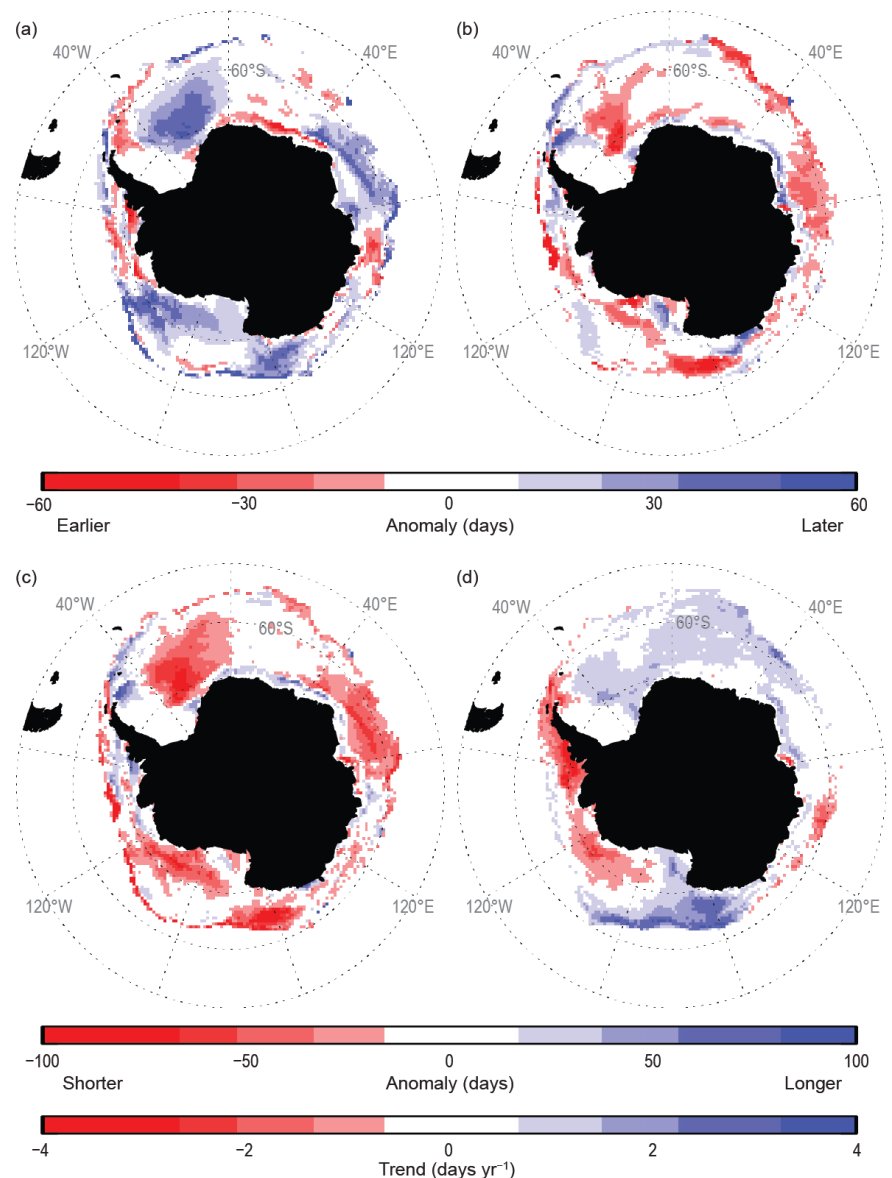 (a)
40°W
40°E
60°S
120°W
120°E
(b)
40°W
40°E
60°S
120°W
120°E
−60
−30
0
30
60
Earlier
Anomaly (days)
Later
(c)
40°W
40°E
60°S
120°W
120°E
(d)
40°W
40°E
60°S
120°W
120°E
−100
−50
0
50
100
Shorter
Anomaly (days)
Longer
−4
−2
0
2
4
Trend (days yr⁻¹)